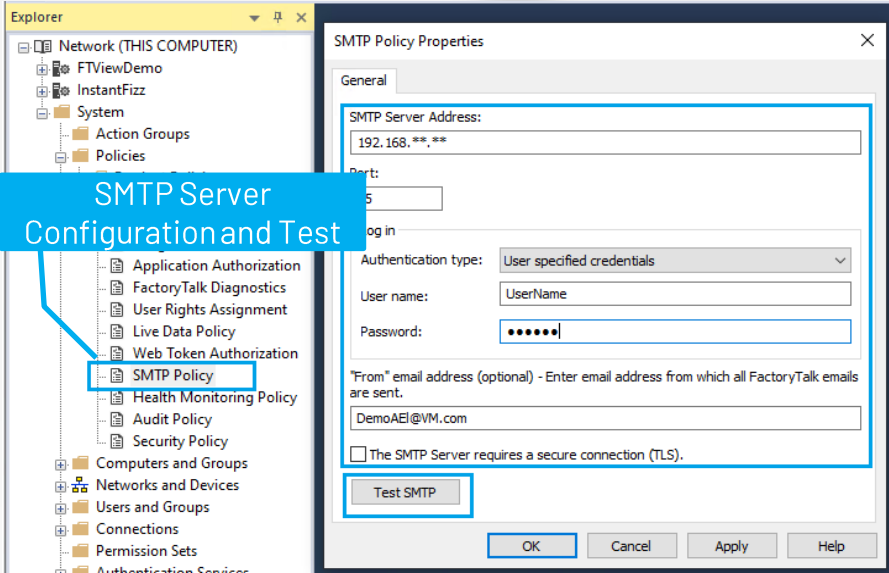 Explorer
Network (THIS COMPUTER)
FTViewDemo
InstantFizz
System
Action Groups
Policies
SMTP Server
Configuration and Test
Application Authorization
FactoryTalk Diagnostics
User Rights Assignment
Live Data Policy
Web Token Authorization
SMTP Policy
Health Monitoring Policy
Audit Policy
Security Policy
Computers and Groups
Networks and Devices
Users and Groups
Connections
Permission Sets
Authentication Services
SMTP Policy Properties
General
SMTP Server Address:
192.168.**.**
Port:
5
Log in
Authentication type:
User specified credentials
User name:
UserName
Password:
••••••
"From" email address (optional) - Enter email address from which all FactoryTalk emails
are sent.
DemoAEl@VM.com
The SMTP Server requires a secure connection (TLS).
Test SMTP
OK
Cancel
Apply
Help